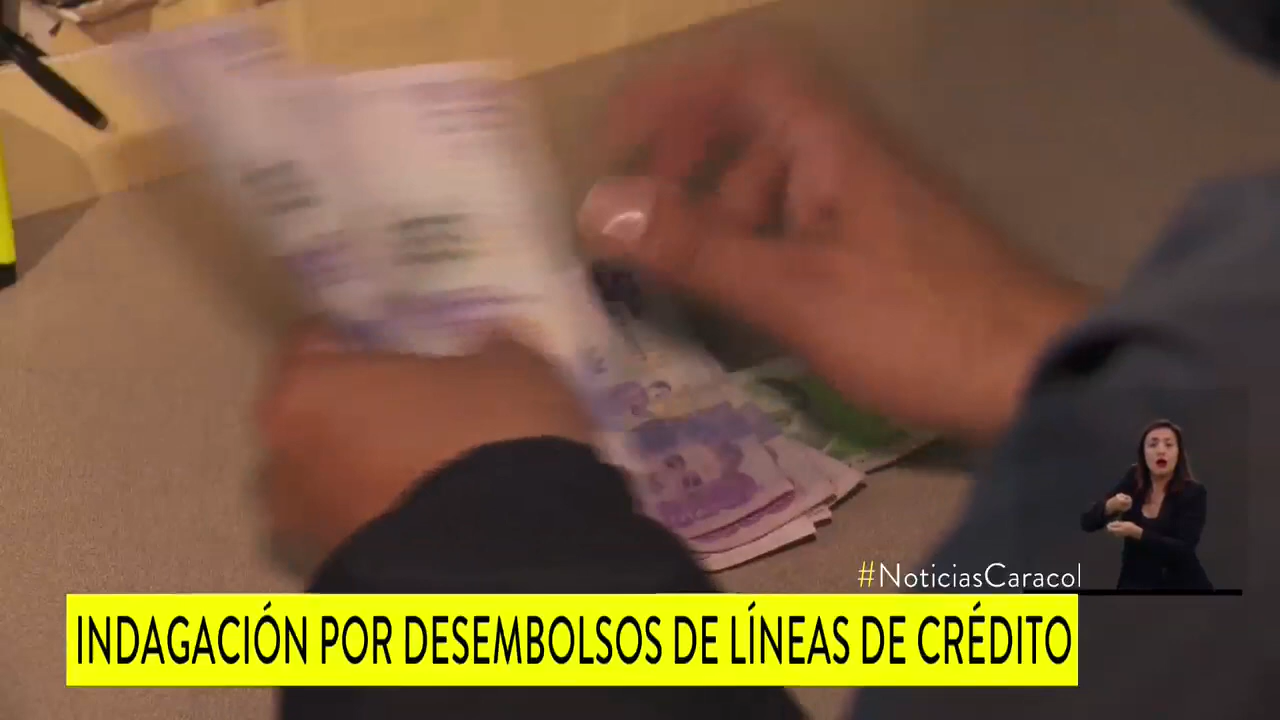 #NoticiasCaracol
INDAGACIÓN POR DESEMBOLSOS DE LÍNEAS DE CRÉDITO